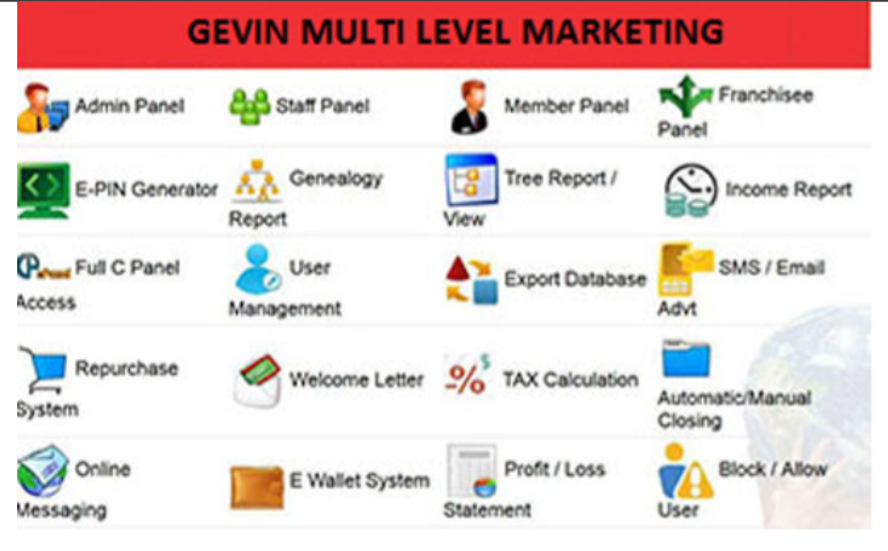 GEVIN MULTI LEVEL MARKETING
Admin Panel
Staff Panel
Member Panel
Franchisee
Panel
E-PIN Generator
Genealogy
Report
Tree Report /
View
Income Report
Full C Panel
Access
User
Management
Export Database
SMS / Email
Advt
Repurchase
System
Welcome Letter
TAX Calculation
Automatic/Manual
Closing
Online
Messaging
E Wallet System
Profit / Loss
Statement
Block / Allow
User